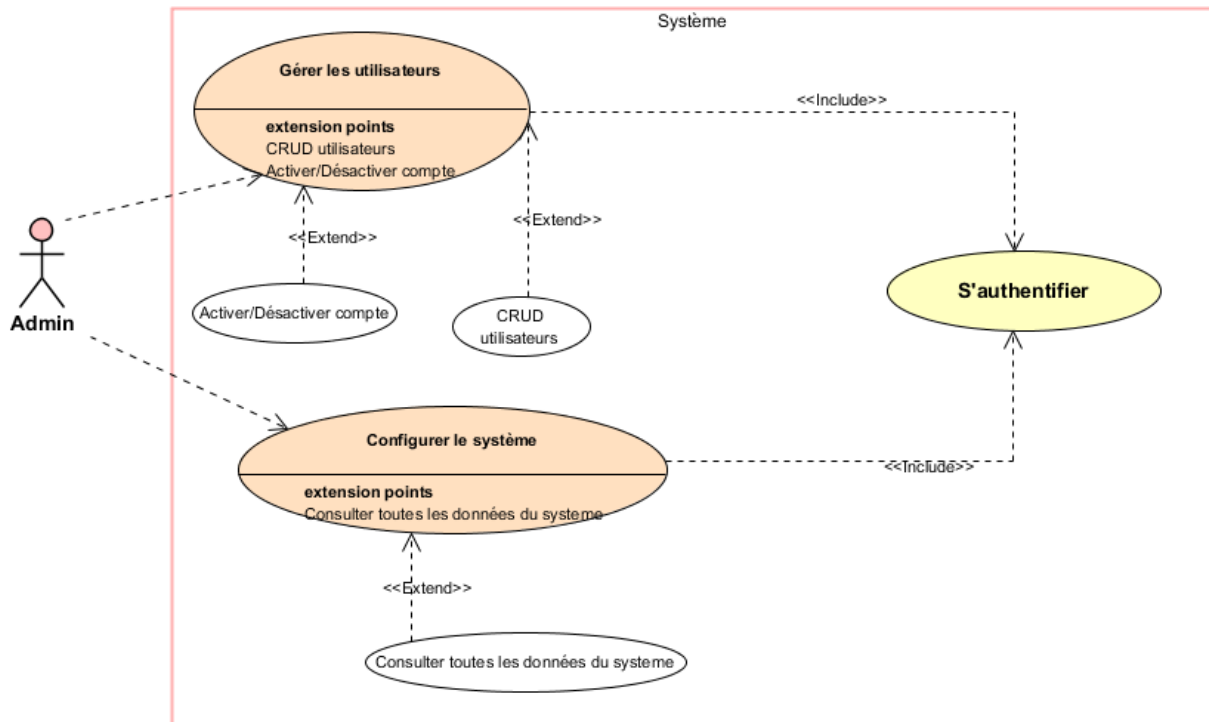 Système
Gérer les utilisateurs
<<Include>>
extension points
CRUD utilisateurs
Activer/Désactiver compte
<<Extend>>
<<Extend>>
Admin
Activer/Désactiver compte
CRUD
utilisateurs
S'authentifier
Configurer le système
<<Include>>
extension points
Consulter toutes les données du systeme
<<Extend>>
Consulter toutes les données du systeme